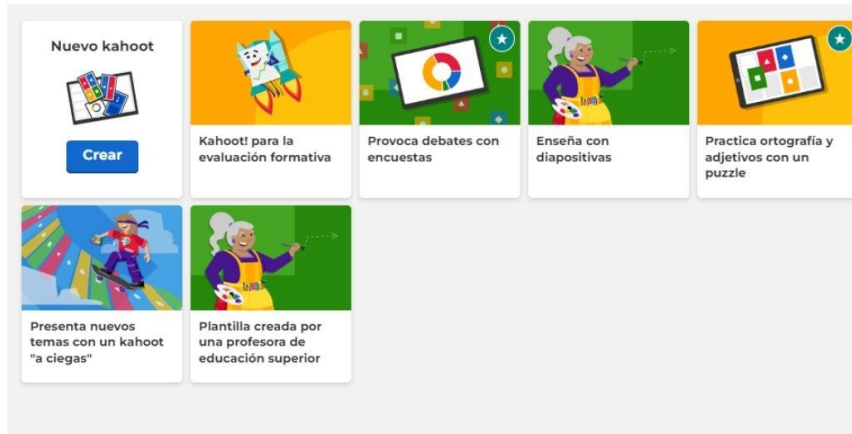 Nuevo kahoot
Crear
Kahoot! para la
evaluación formativa
Provoca debates con
encuestas
Enseña con
diapositivas
Practica ortografía y
adjetivos con un
puzzle
Presenta nuevos
temas con un kahoot
"a ciegas"
Plantilla creada por
una profesora de
educación superior